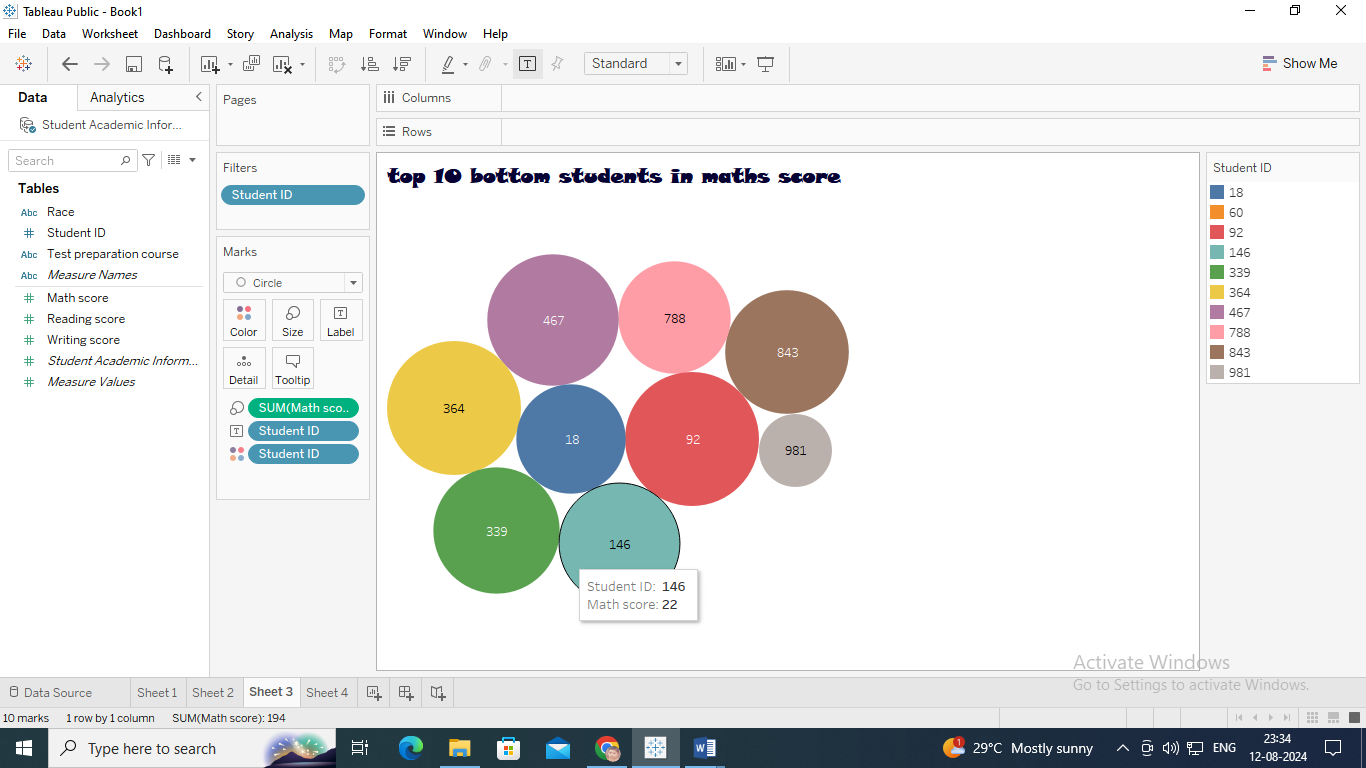 Tableau Public - Book1
File Data Worksheet Dashboard Story Analysis Map Format Window Help
Standard
Show Me
Data Analytics
Student Academic Infor...
Search
Tables
Abc Race
# Student ID
Abc Test preparation course
Abc Measure Names
# Math score
# Reading score
# Writing score
# Student Academic Inform...
# Measure Values
Pages
Filters
Student ID
Marks
Circle
Color Size Label
Detail Tooltip
SUM(Math sco..
Student ID
Student ID
Columns
Rows
top 10 bottom students in maths score
467
788
843
364
18
92
981
339
146
Student ID: 146
Math score: 22
Student ID
18
60
92
146
339
364
467
788
843
981
Activate Windows
Go to Settings to activate Windows.
Data Source Sheet 1 Sheet 2 Sheet 3 Sheet 4
10 marks 1 row by 1 column SUM(Math score): 194
Type here to search
1
29°C Mostly sunny
ENG
23:34
12-08-2024